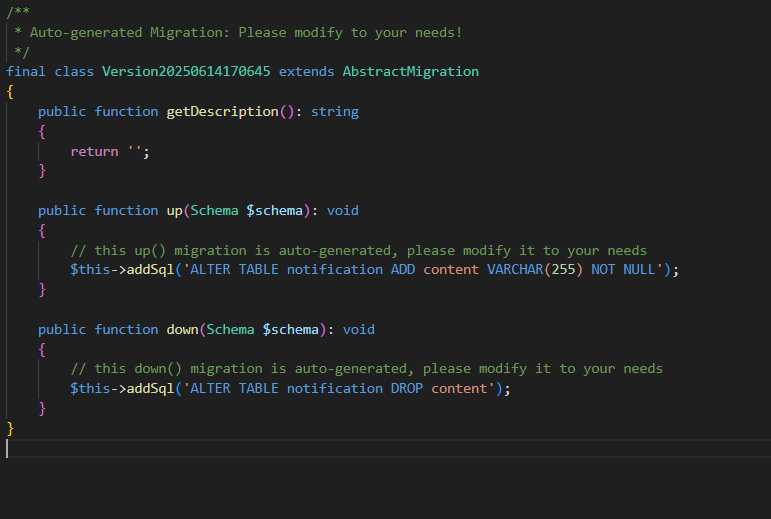 /**
 * Auto-generated Migration: Please modify to your needs!
 */
final class Version20250614170645 extends AbstractMigration
{
    public function getDescription(): string
    {
        return '';
    }

    public function up(Schema $schema): void
    {
        // this up() migration is auto-generated, please modify it to your needs
        $this->addSql('ALTER TABLE notification ADD content VARCHAR(255) NOT NULL');
    }

    public function down(Schema $schema): void
    {
        // this down() migration is auto-generated, please modify it to your needs
        $this->addSql('ALTER TABLE notification DROP content');
    }
}